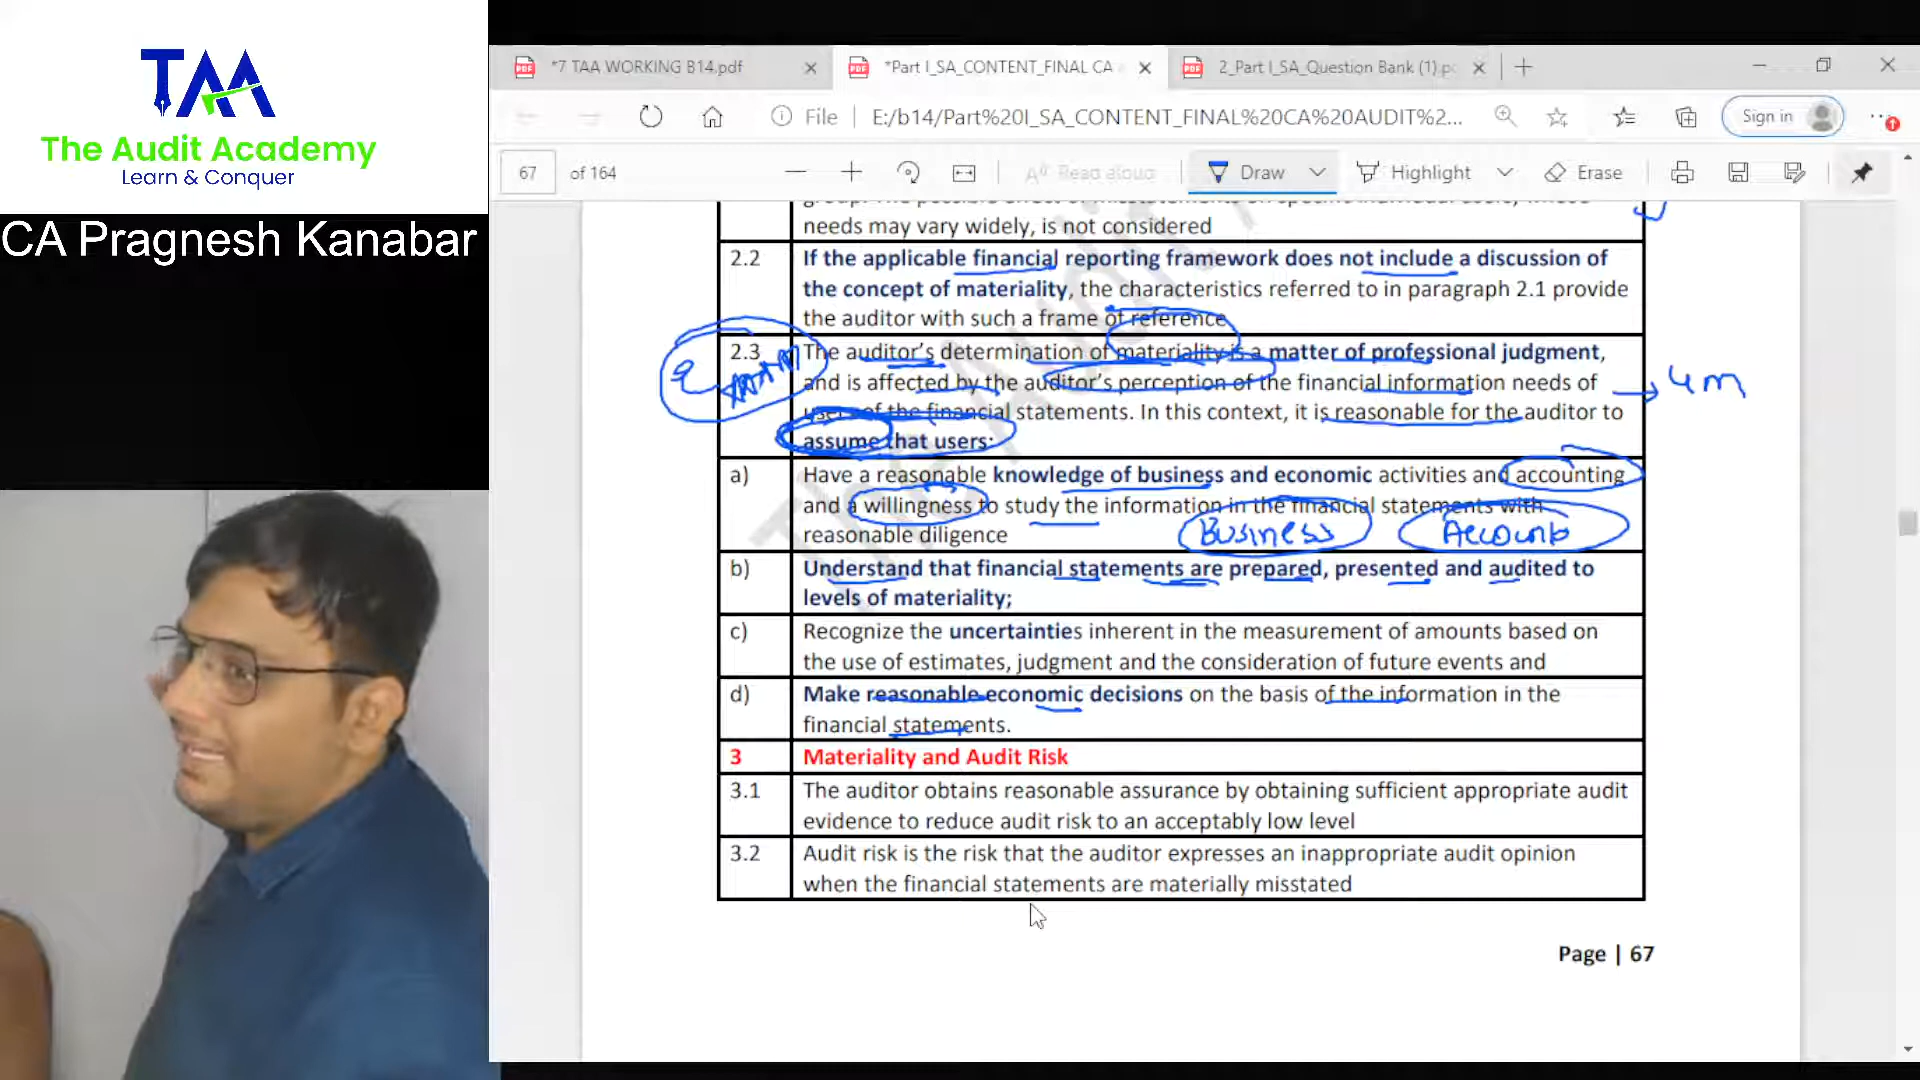 TAA
The Audit Academy
Learn & Conquer
CA Pragnesh Kanabar
*7 TAA WORKING B14.pdf
*Part I_SA_CONTENT_FINAL CA
2_Part I_SA_Question Bank (1).p
File
E:/b14/Part%20I_SA_CONTENT_FINAL%20CA%20AUDIT%2...
Sign in
67 of 164
Read aloud
Draw
Highlight
Erase
needs may vary widely, is not considered
2.2 If the applicable financial reporting framework does not include a discussion of
the concept of materiality, the characteristics referred to in paragraph 2.1 provide
the auditor with such a frame of reference
2.3 The auditor's determination of materiality is a matter of professional judgment,
and is affected by the auditor's perception of the financial information needs of
users of the financial statements. In this context, it is reasonable for the auditor to
assume that users:
4m
a) Have a reasonable knowledge of business and economic activities and accounting
and a willingness to study the information in the financial statements with
reasonable diligence
Business
Accounts
b) Understand that financial statements are prepared, presented and audited to
levels of materiality;
c) Recognize the uncertainties inherent in the measurement of amounts based on
the use of estimates, judgment and the consideration of future events and
d) Make reasonable economic decisions on the basis of the information in the
financial statements.
3 Materiality and Audit Risk
3.1 The auditor obtains reasonable assurance by obtaining sufficient appropriate audit
evidence to reduce audit risk to an acceptably low level
3.2 Audit risk is the risk that the auditor expresses an inappropriate audit opinion
when the financial statements are materially misstated
Page | 67